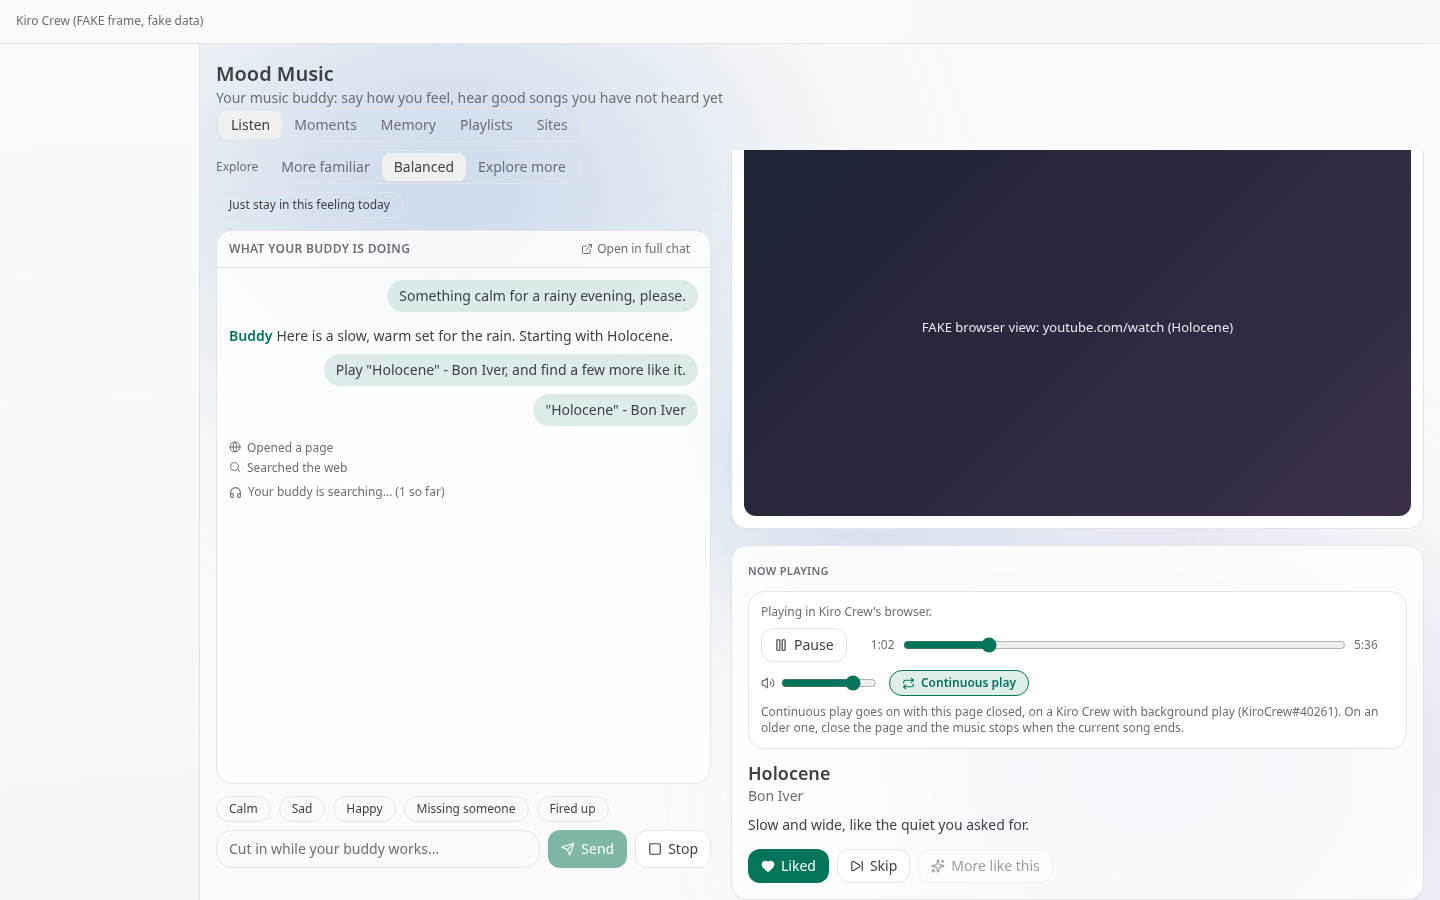 Kiro Crew (FAKE frame, fake data)
Mood Music
Your music buddy: say how you feel, hear good songs you have not heard yet
Listen Moments Memory Playlists Sites
Explore More familiar Balanced Explore more
Just stay in this feeling today
WHAT YOUR BUDDY IS DOING Open in full chat
Something calm for a rainy evening, please.
Buddy Here is a slow, warm set for the rain. Starting with Holocene.
Play "Holocene" - Bon Iver, and find a few more like it.
"Holocene" - Bon Iver
Opened a page
Searched the web
Your buddy is searching... (1 so far)
Calm Sad Happy Missing someone Fired up
Cut in while your buddy works... Send Stop
FAKE browser view: youtube.com/watch (Holocene)
NOW PLAYING
Playing in Kiro Crew's browser.
Pause 1:02 5:36
Continuous play
Continuous play goes on with this page closed, on a Kiro Crew with background play (KiroCrew#40261). On an
older one, close the page and the music stops when the current song ends.
Holocene
Bon Iver
Slow and wide, like the quiet you asked for.
Liked Skip More like this